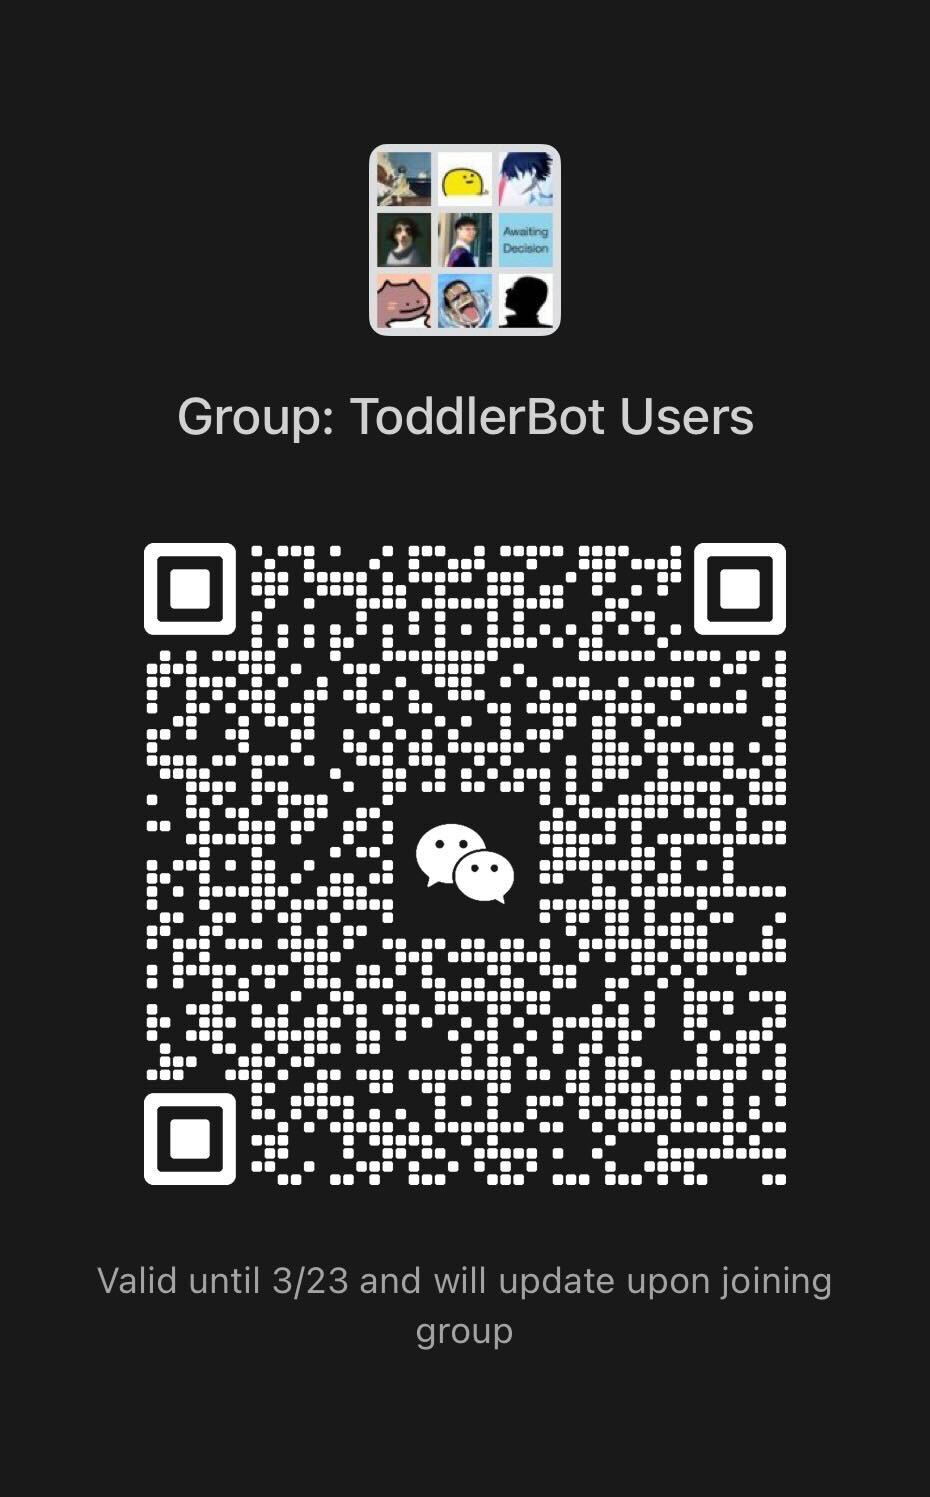 Awaiting
Decision
Group: ToddlerBot Users
Valid until 3/23 and will update upon joining
group